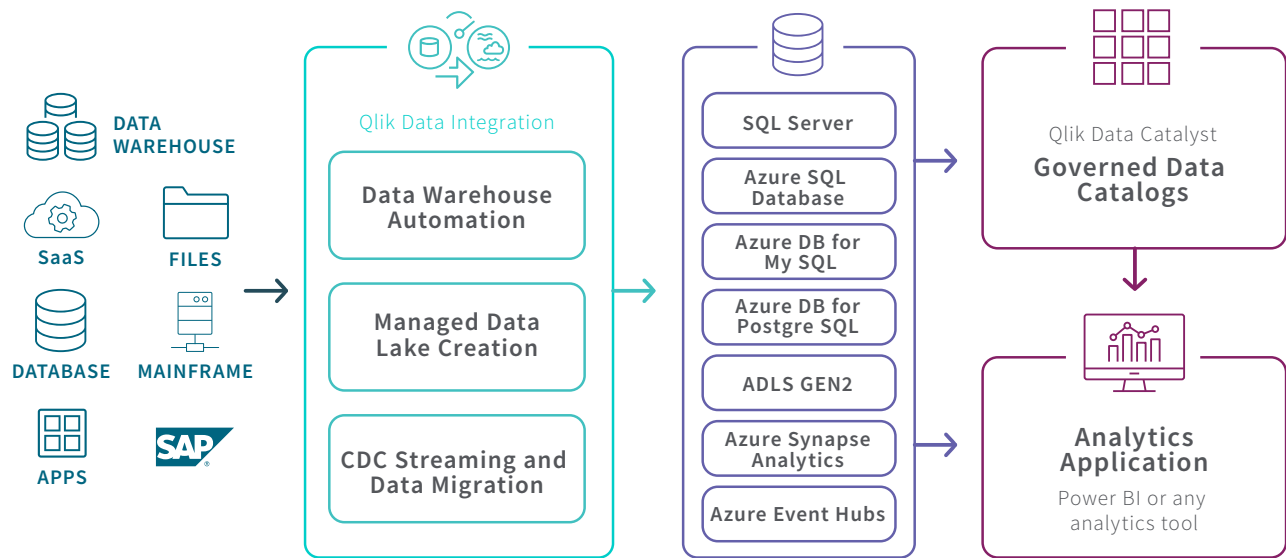 DATA
WAREHOUSE
SaaS
FILES
DATABASE
MAINFRAME
APPS
SAP
®
Qlik Data Integration
Data Warehouse
Automation
Managed Data
Lake Creation
CDC Streaming and
Data Migration
SQL Server
Azure SQL
Database
Azure DB for
My SQL
Azure DB for
Postgre SQL
ADLS GEN2
Azure Synapse
Analytics
Azure Event Hubs
Qlik Data Catalyst
Governed Data
Catalogs
Analytics
Application
Power BI or any
analytics tool